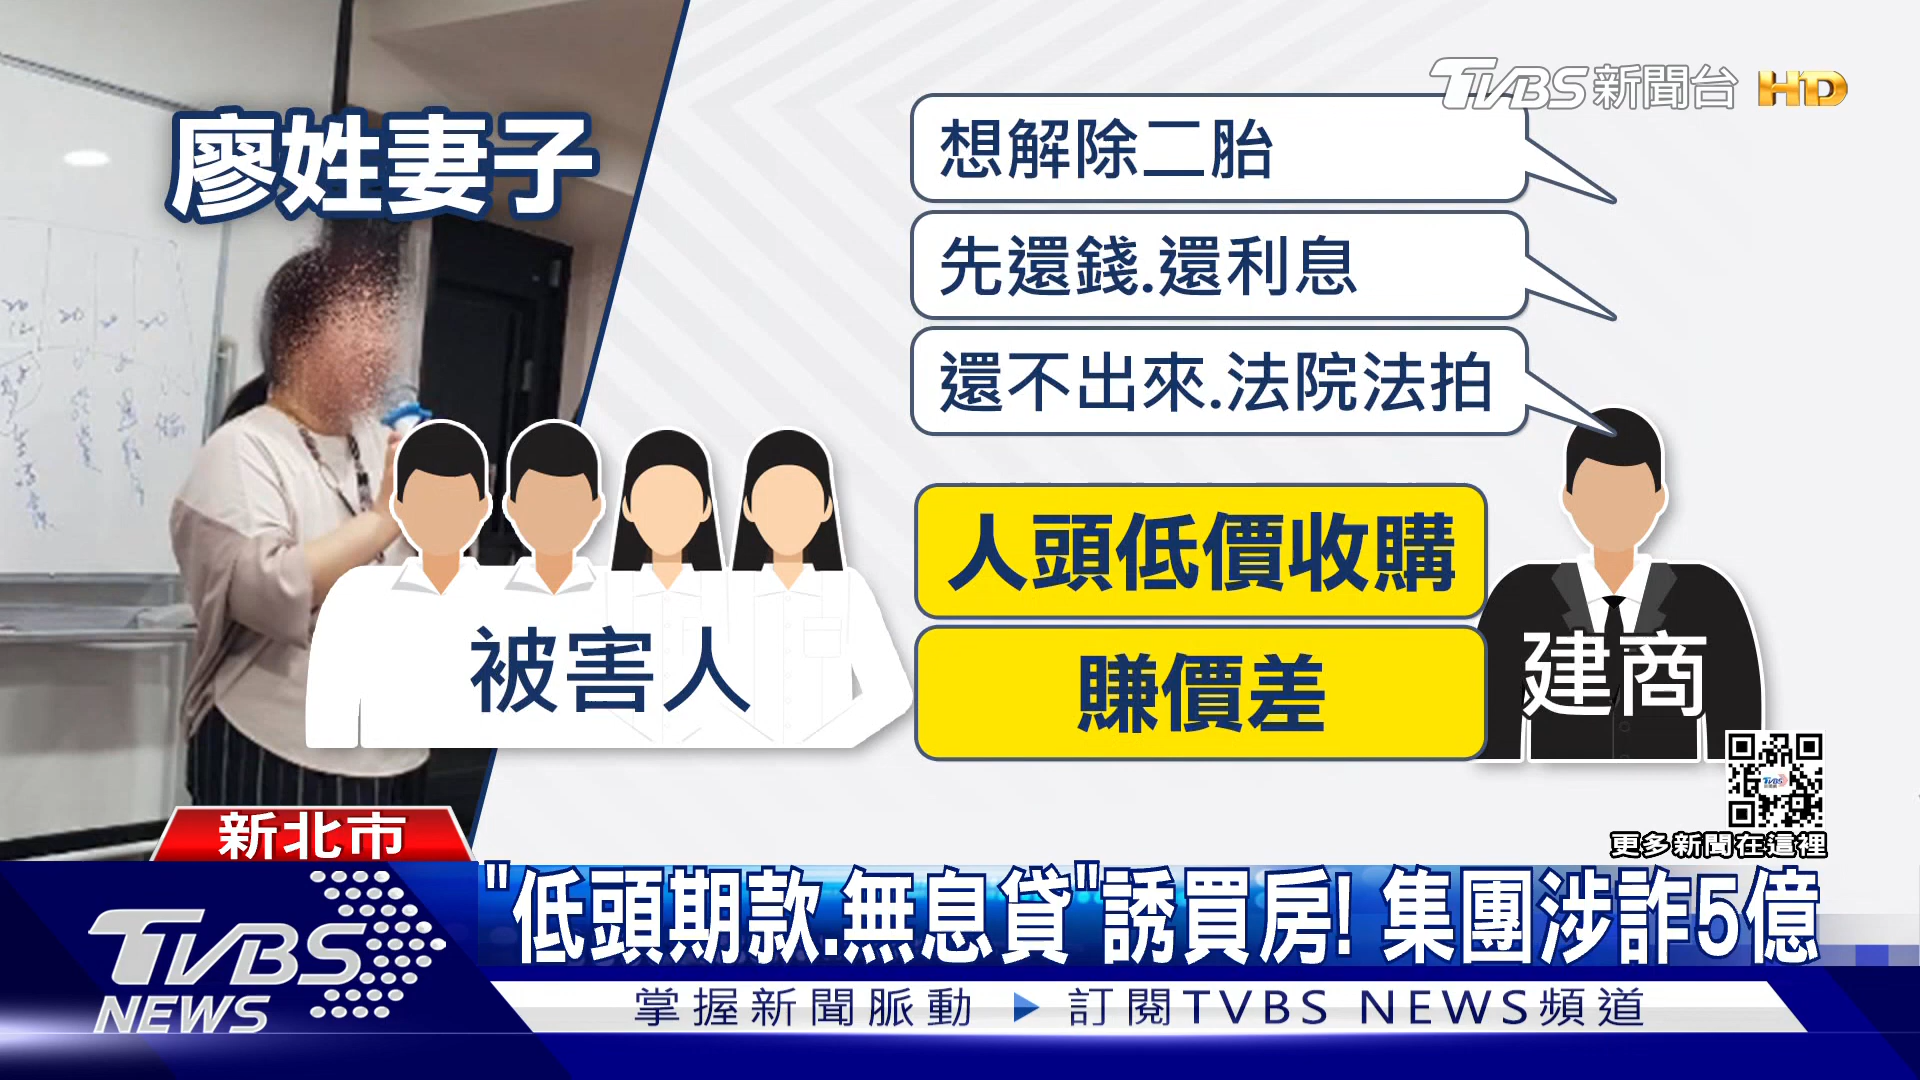 TVBS新聞台 HD
廖姓妻子
想解除二胎
先還錢.還利息
還不出來.法院法拍
人頭低價收購
賺價差
被害人
建商
TVBS
更多新聞在這裡
新北市
"低頭期款.無息貸"誘買房! 集團涉詐5億
TVBS NEWS
掌握新聞脈動 ▶ 訂閱TVBS NEWS頻道